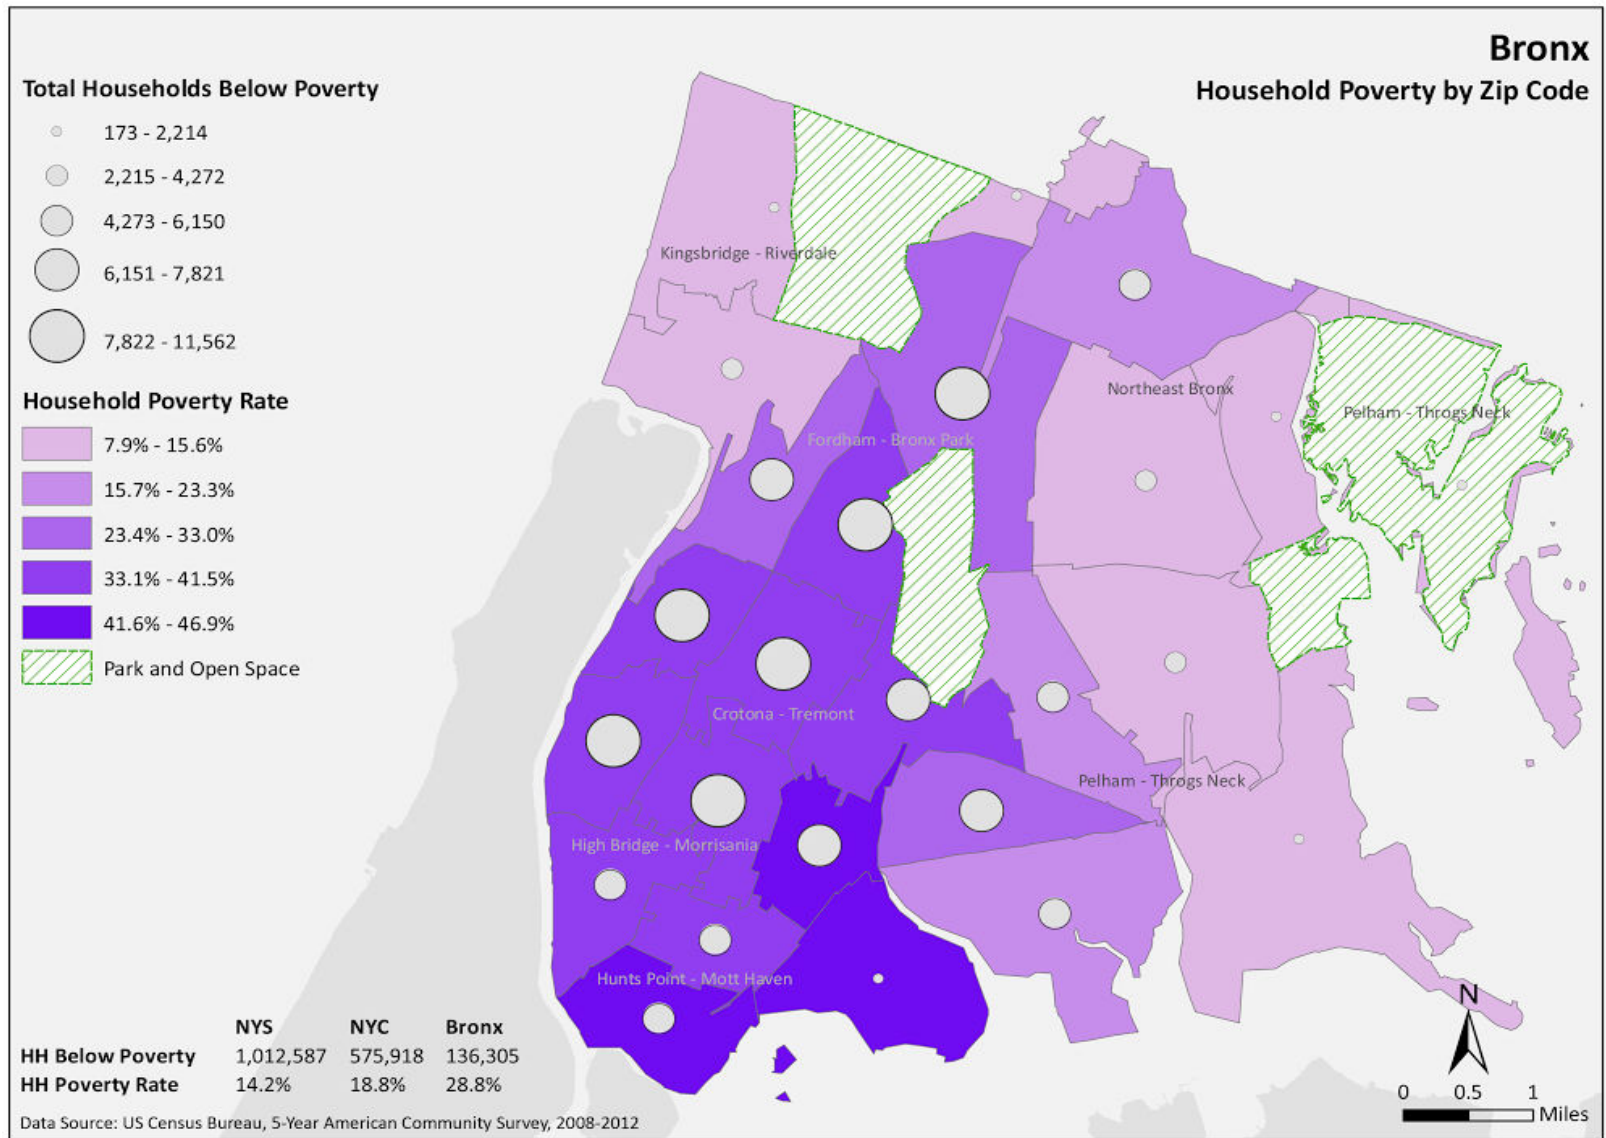 Bronx
Household Poverty by Zip Code
Total Households Below Poverty
173 - 2,214
2,215 - 4,272
4,273 - 6,150
6,151 - 7,821
7,822 - 11,562
Household Poverty Rate
7.9% - 15.6%
15.7% - 23.3%
23.4% - 33.0%
33.1% - 41.5%
41.6% - 46.9%
Park and Open Space
Kingsbridge - Riverdale
Northeast Bronx
Pelham - Throgs Neck
Fordham - Bronx Park
Crotona - Tremont
Pelham - Throgs Neck
High Bridge - Morrisania
Hunts Point - Mott Haven
NYS NYC Bronx
HH Below Poverty 1,012,587 575,918 136,305
HH Poverty Rate 14.2% 18.8% 28.8%
Data Source: US Census Bureau, 5-Year American Community Survey, 2008-2012
N
0 0.5 1
Miles